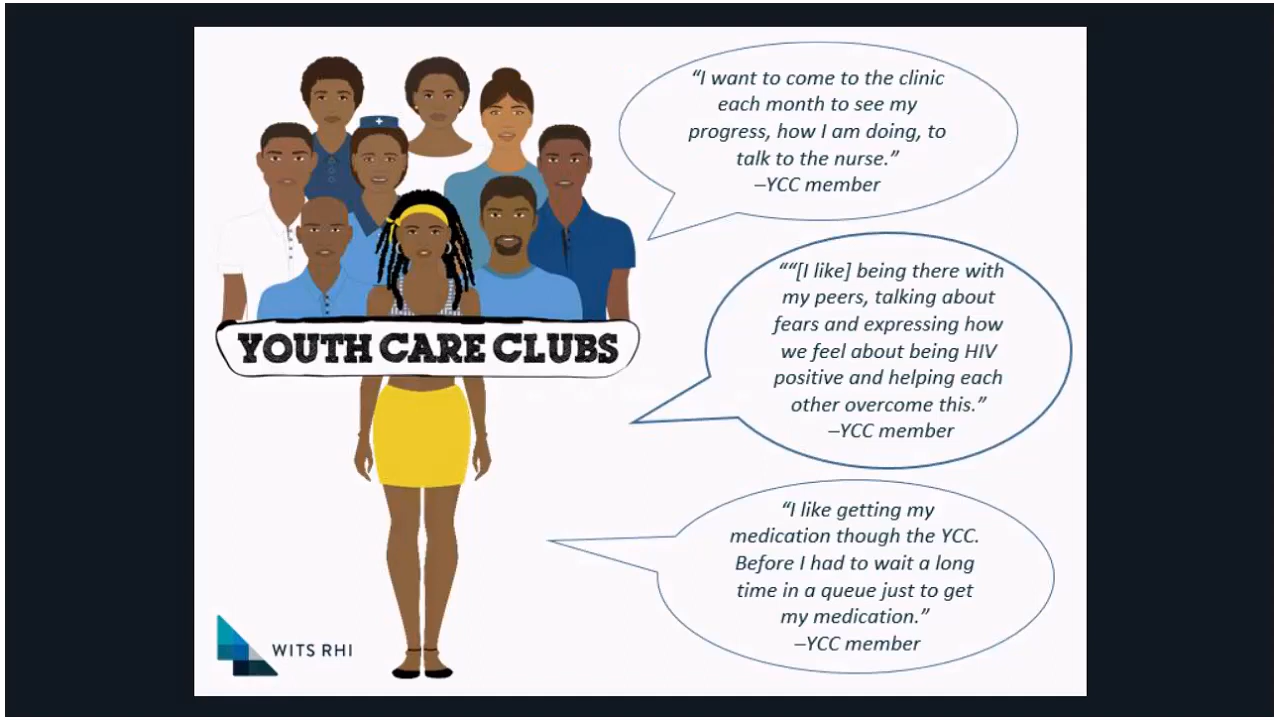 “I want to come to the clinic
each month to see my
progress, how I am doing, to
talk to the nurse.”
–YCC member
““[I like] being there with
my peers, talking about
fears and expressing how
we feel about being HIV
positive and helping each
other overcome this.”
–YCC member
YOUTH CARE CLUBS
“I like getting my
medication though the YCC.
Before I had to wait a long
time in a queue just to get
my medication.”
–YCC member
WITS RHI